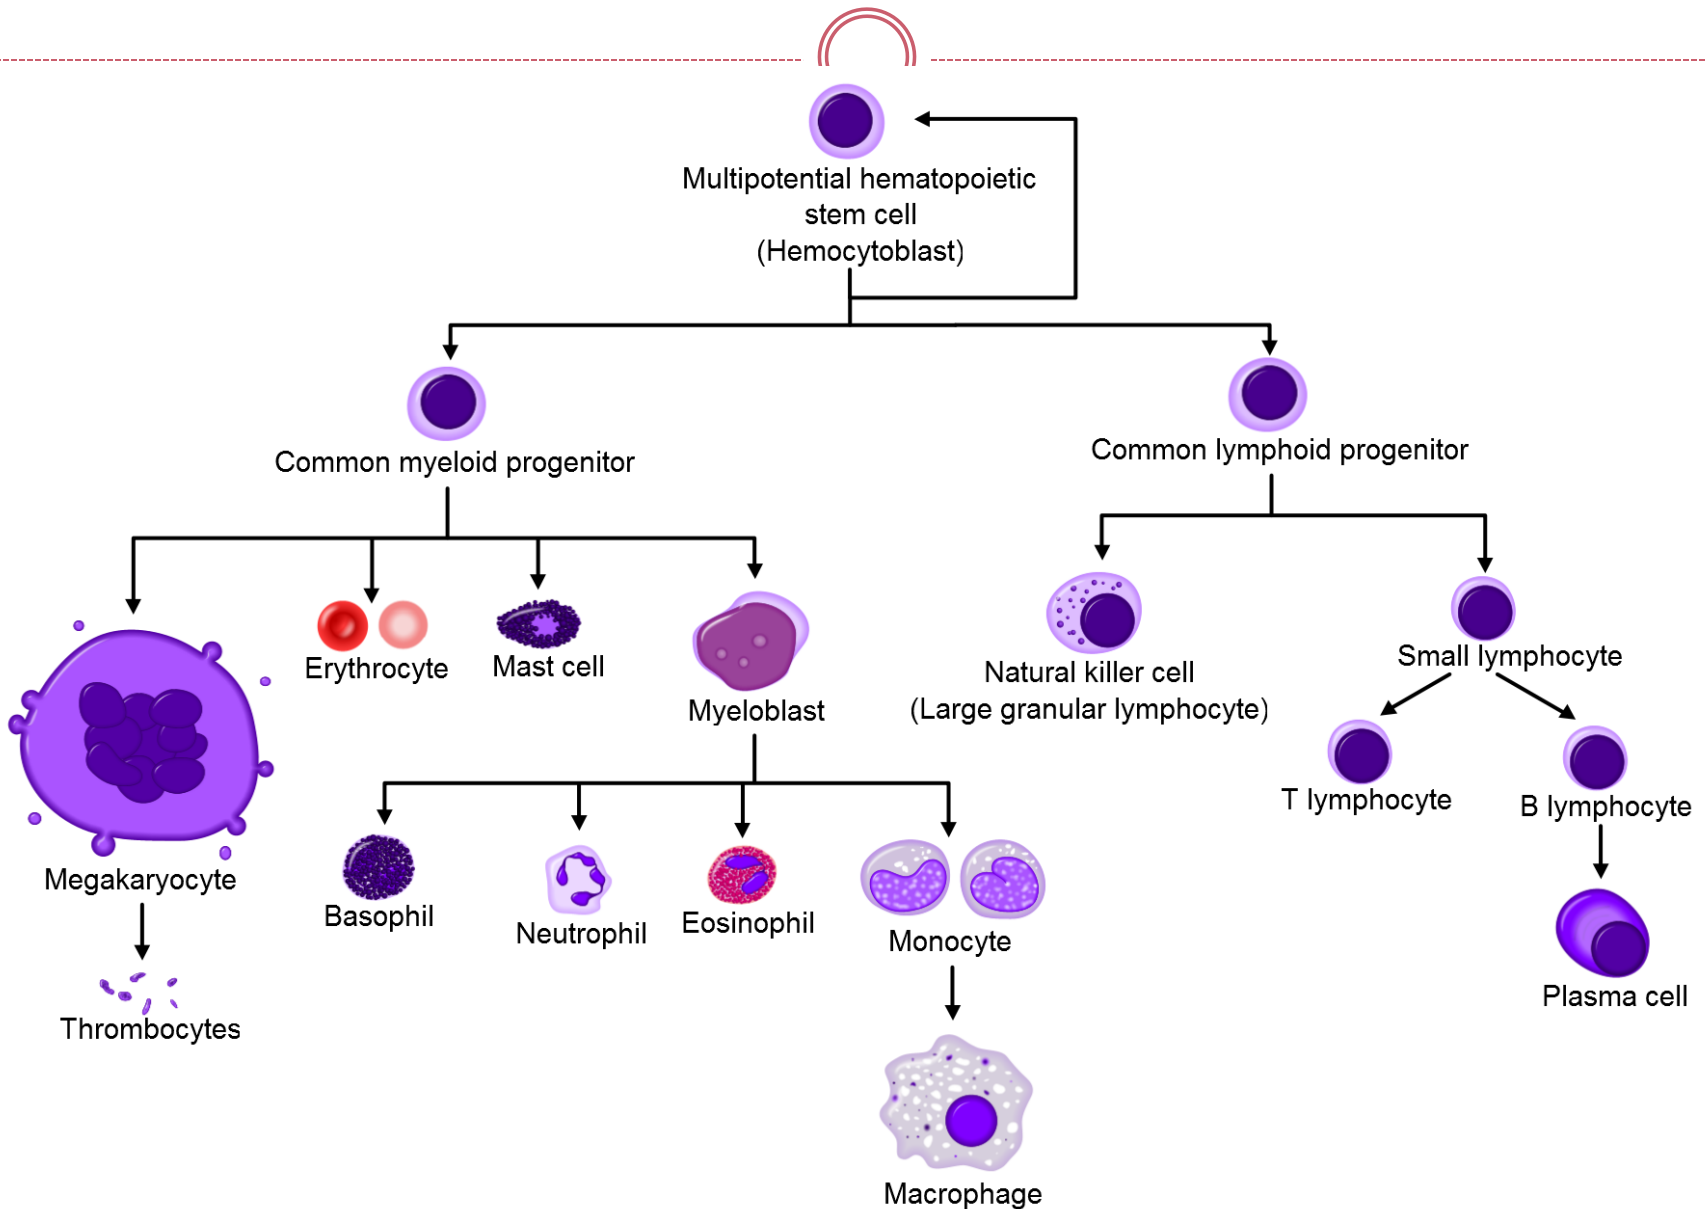 Multipotential hematopoietic
stem cell
(Hemocytoblast)
Common myeloid progenitor
Common lymphoid progenitor
Erythrocyte
Mast cell
Myeloblast
Natural killer cell
(Large granular lymphocyte)
Small lymphocyte
T lymphocyte
B lymphocyte
Megakaryocyte
Basophil
Neutrophil
Eosinophil
Monocyte
Plasma cell
Thrombocytes
Macrophage